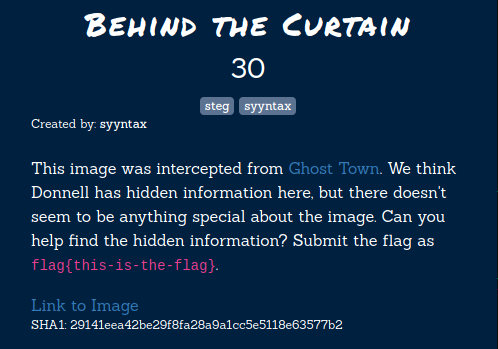 Behind the Curtain
30
steg syyntax
Created by: syyntax
This image was intercepted from Ghost Town. We think
Donnell has hidden information here, but there doesn't
seem to be anything special about the image. Can you
help find the hidden information? Submit the flag as
flag{this-is-the-flag}.
Link to Image
SHA1: 29141eea42be29f8fa28a9a1cc5e5118e63577b2